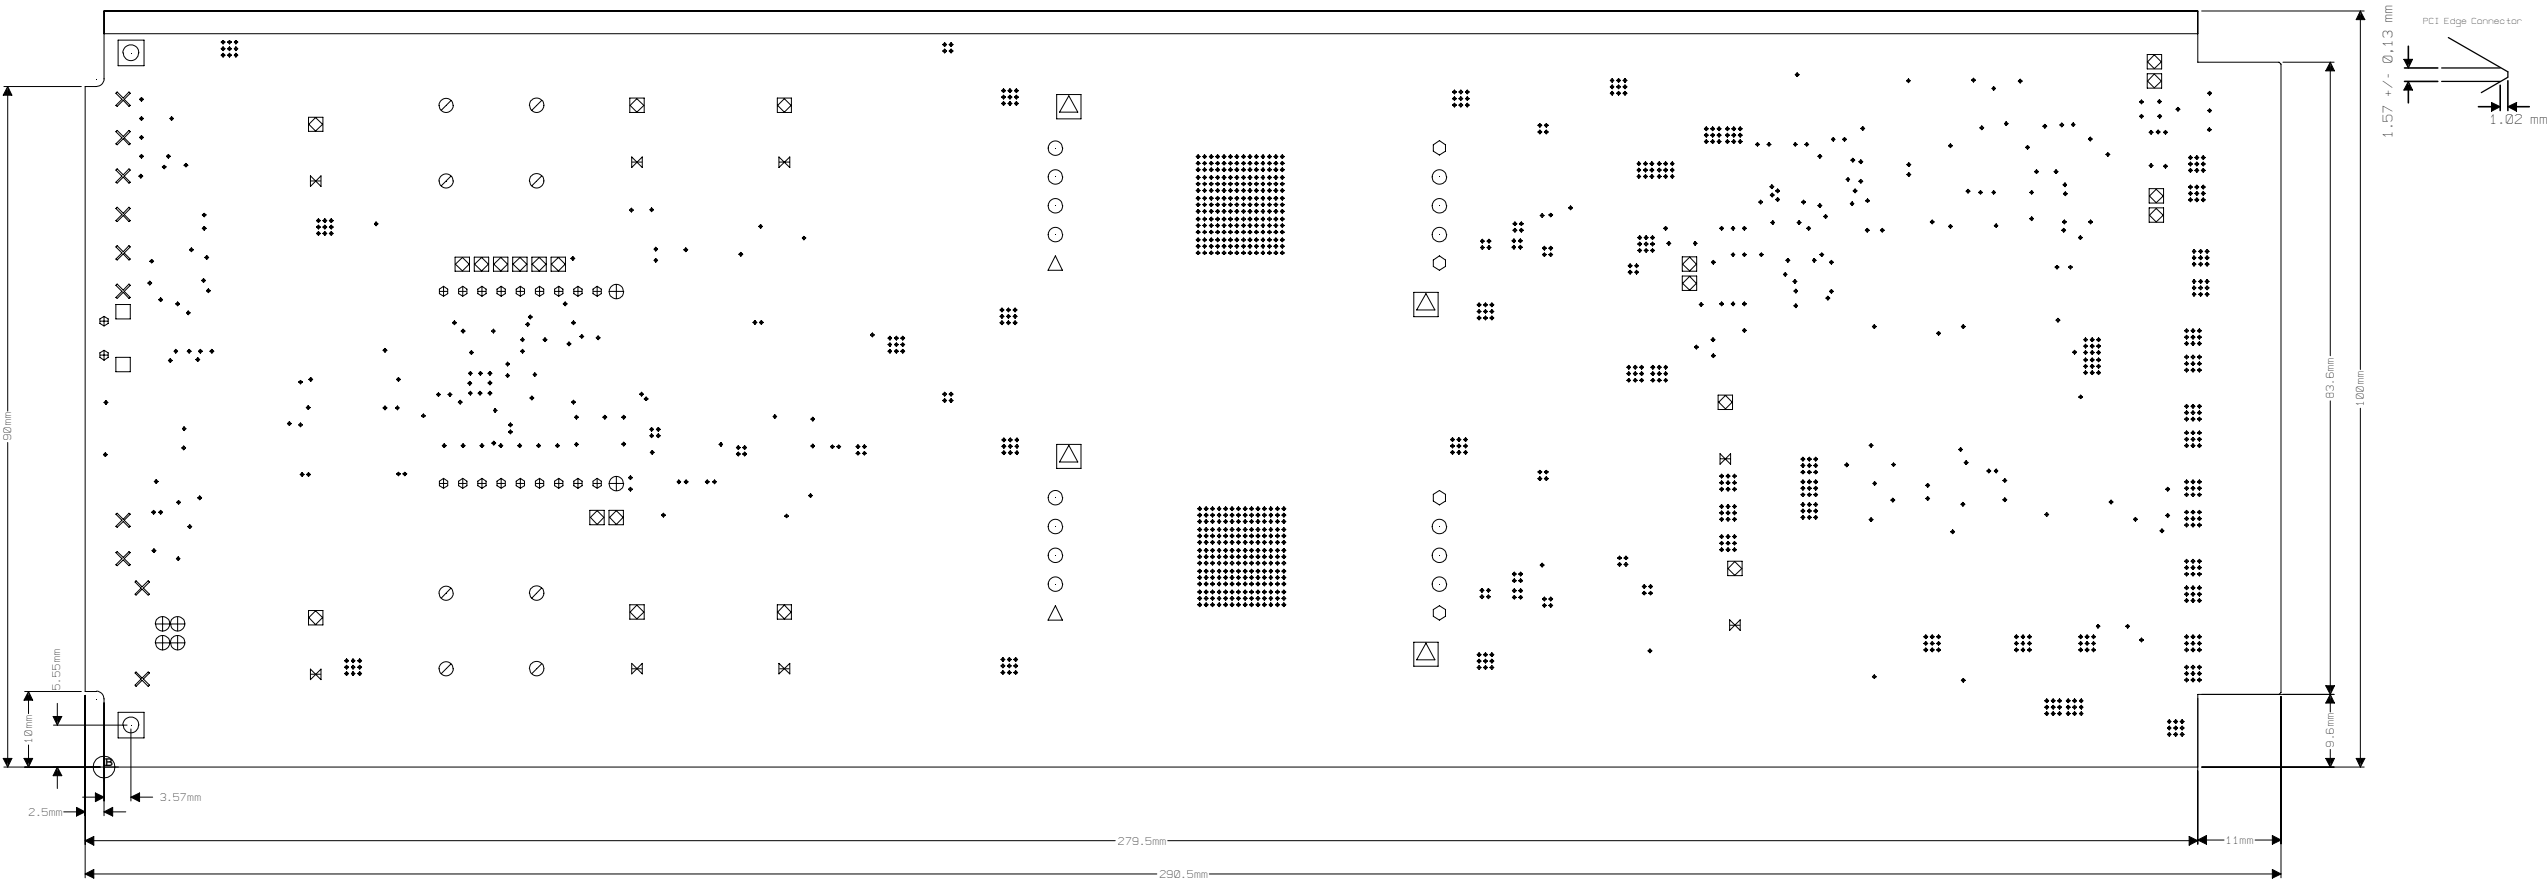 PCI Edge Connector
1.57 +/- 0.13 mm
1.02 mm
90mm
83.6mm
100mm
5.55mm
10mm
9.6mm
3.57mm
2.5mm
279.5mm
11mm
290.5mm